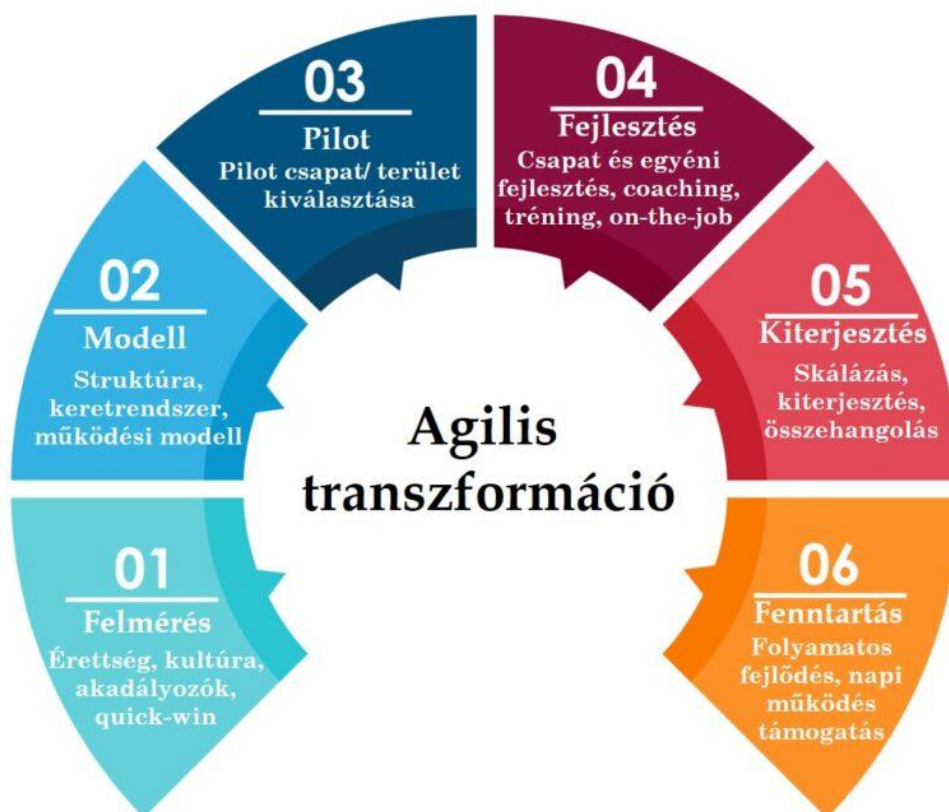 01
Felmérés
Érettség, kultúra,
akadályozók,
quick-win
02
Modell
Struktúra,
keretrendszer,
működési modell
03
Pilot
Pilot csapat/ terület
kiválasztása
04
Fejlesztés
Csapat és egyéni
fejlesztés, coaching,
tréning, on-the-job
05
Kiterjesztés
Skálázás,
kiterjesztés,
összehangolás
06
Fenntartás
Folyamatos
fejlődés, napi
működés
támogatás
Agilis
transzformáció